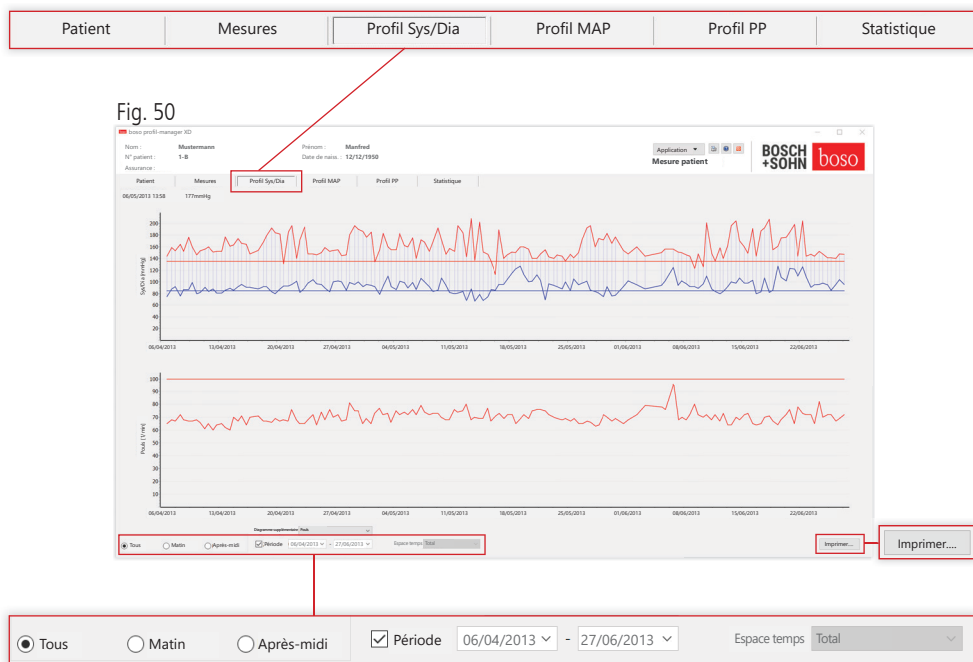 Patient Mesures Profil Sys/Dia Profil MAP Profil PP Statistique
Fig. 50
boso profil-manager XD
Nom : Mustermann Prénom : Manfred
N° patient : 1-8 Date de naiss. : 12/12/1950
Assurance :
Application
Mesure patient
BOSCH
+SOHN boso
Patient Mesures Profil Sys/Dia Profil MAP Profil PP Statistique
06/05/2013 13:58 177mmHg
Sys/Dia [mmHg]
200
180
160
140
120
100
80
60
40
20
06/04/2013 13/04/2013 20/04/2013 27/04/2013 04/05/2013 11/05/2013 18/05/2013 25/05/2013 01/06/2013 08/06/2013 15/06/2013 22/06/2013
Pouls [1/min]
100
90
80
70
60
50
40
30
20
10
06/04/2013 13/04/2013 20/04/2013 27/04/2013 04/05/2013 11/05/2013 18/05/2013 25/05/2013 01/06/2013 08/06/2013 15/06/2013 22/06/2013
Diagramme supplémentaire Pouls
Tous Matin Après-midi Période 06/04/2013 - 27/06/2013 Espace temps Total
Imprimer... Imprimer....
Tous Matin Après-midi Période 06/04/2013 - 27/06/2013 Espace temps Total